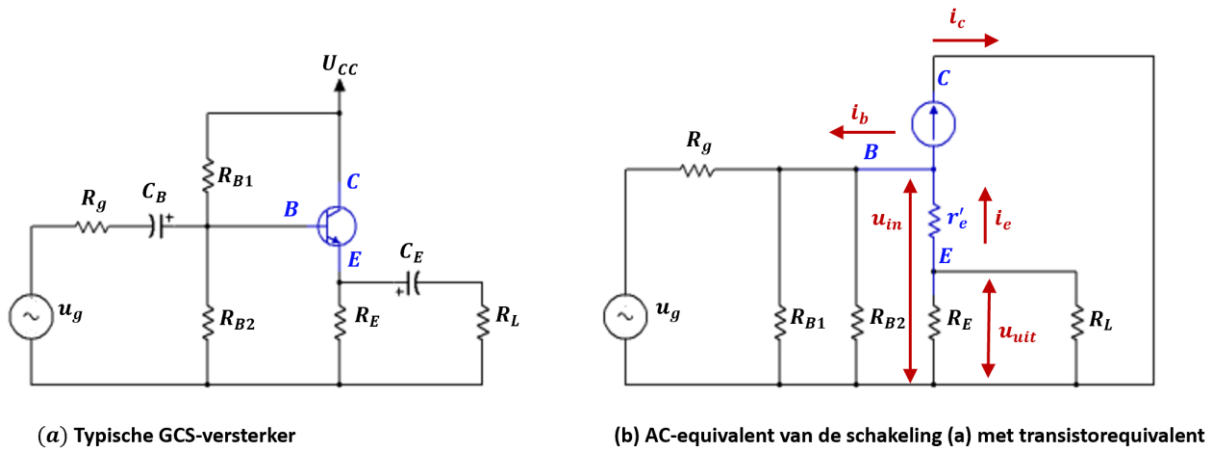 U_CC
R_B1
C
R_g
C_B
+
B
E
C_E
+
u_g
~
R_B2
R_E
R_L
(a) Typische GCS-versterker
i_c
C
i_b
R_g
B
u_in
r'_e
i_e
E
u_g
~
R_B1
R_B2
R_E
u_uit
R_L
(b) AC-equivalent van de schakeling (a) met transistorequivalent